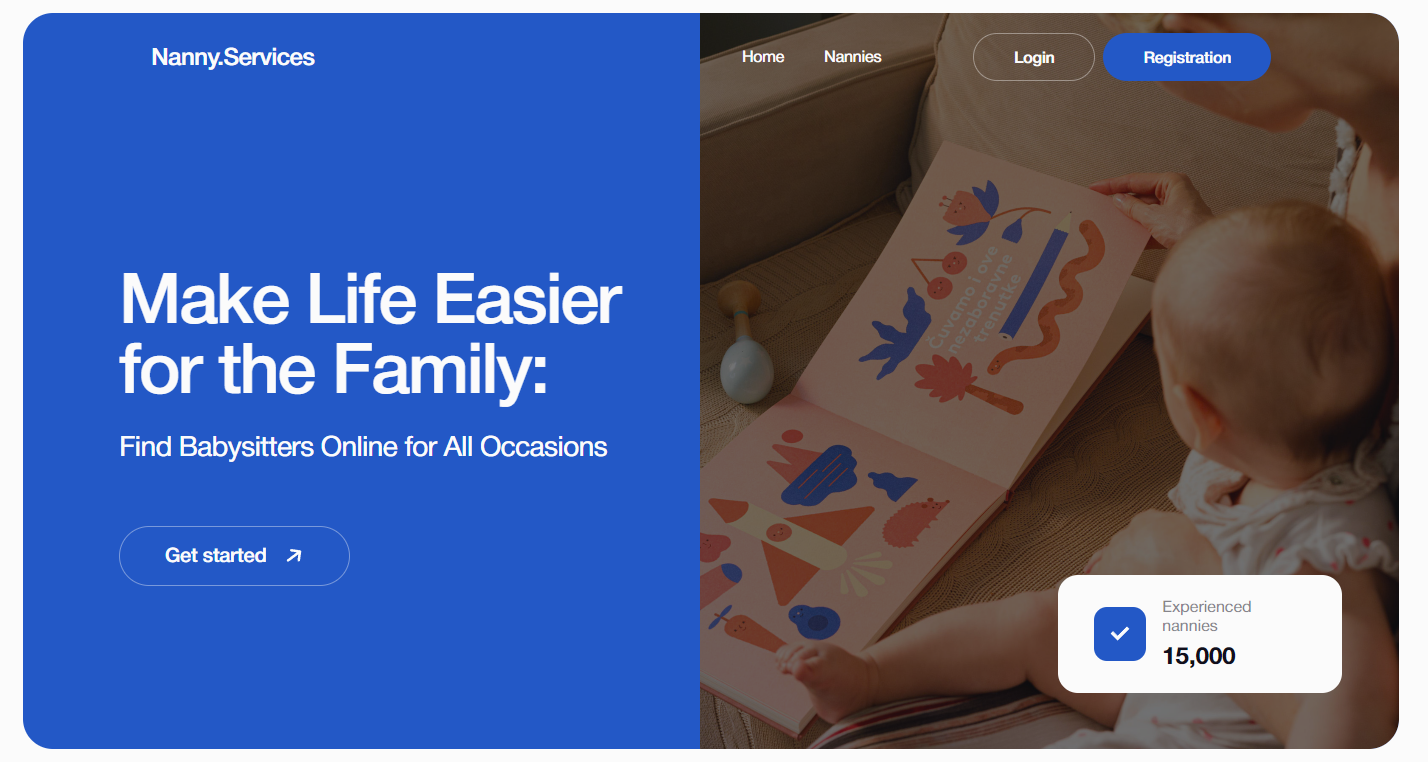 Nanny.Services
Home
Nannies
Login
Registration
Make Life Easier
for the Family:
Find Babysitters Online for All Occasions
Get started
Čuvamo i ove
nezaboravne
trenutke
Experienced
nannies
15,000